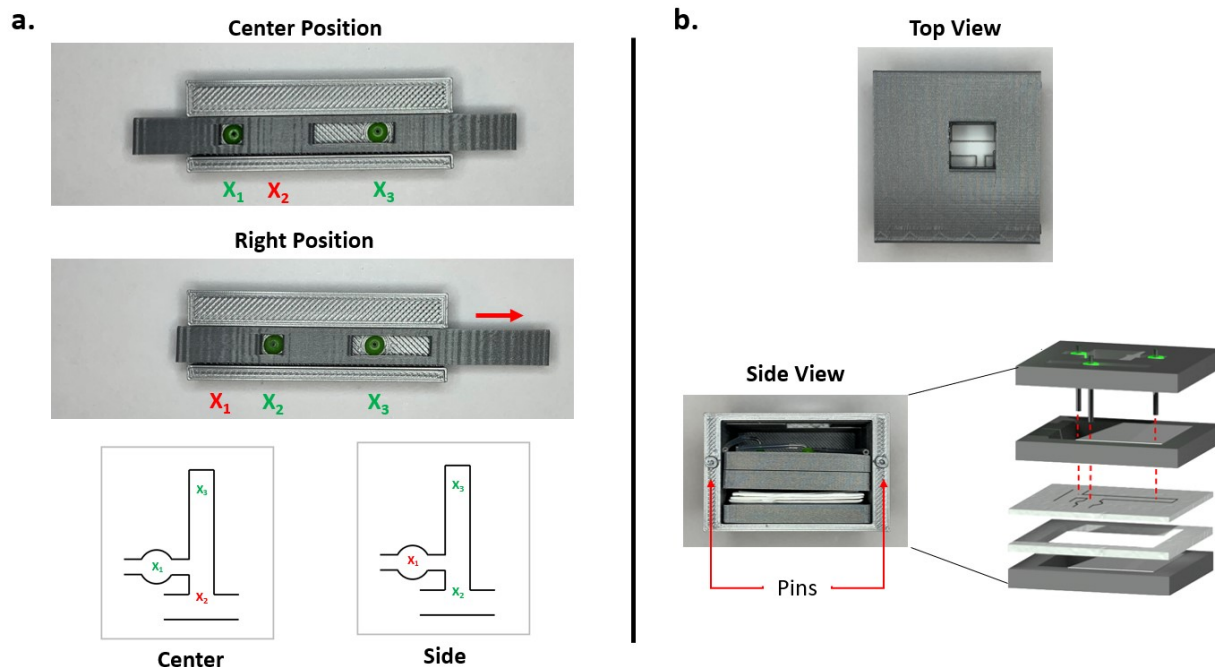 a.
Center Position
X₁ X₂ X₃
Right Position
X₁ X₂ X₃
X₃
X₁
X₂
Center
X₃
X₁
X₂
Side
b.
Top View
Side View
Pins